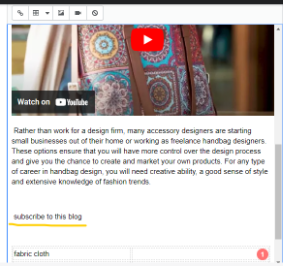 Watch on YouTube
Rather than work for a design firm, many accessory designers are starting
small businesses out of their home or working as freelance handbag designers.
These options ensure that you will have more control over the design process
and give you the chance to create and market your own products. For any type
of career in handbag design, you will need creative ability, a good sense of style
and extensive knowledge of fashion trends.
subscribe to this blog
fabric cloth
1